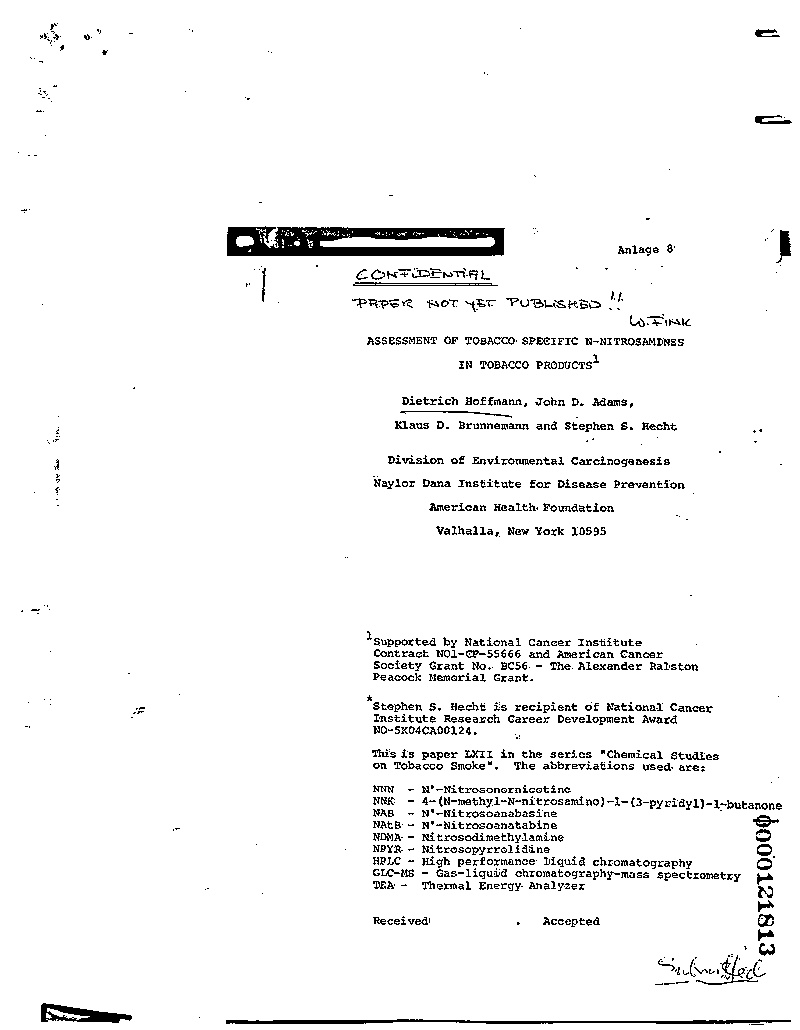 Anlage 8
CONFIDENTIAL
PAPER NOT YET PUBLISHED !!
W. FINK
ASSESSMENT OF TOBACCO SPECIFIC N-NITROSAMINES
IN TOBACCO PRODUCTS1
Dietrich Hoffmann, John D. Adams,
Klaus D. Brunnemann and Stephen S. Hecht
Division of Environmental Carcinogenesis
Naylor Dana Institute for Disease Prevention
American Health Foundation
Valhalla, New York 10595
1Supported by National Cancer Institute
Contract NO1-CP-55666 and American Cancer
Society Grant No. BC56 - The Alexander Ralston
Peacock Memorial Grant.
*Stephen S. Hecht is recipient of National Cancer
Institute Research Career Development Award
NO-5K04CA00124.
This is paper LXII in the series "Chemical Studies
on Tobacco Smoke". The abbreviations used are:
NNN - N'-Nitrosonornicotine
NNK - 4-(N-methyl-N-nitrosamino)-1-(3-pyridyl)-1-butanone
NAB - N'-Nitrosoanabasine
NAtB - N'-Nitrosoanatabine
NDMA - Nitrosodimethylamine
NPYR - Nitrosopyrrolidine
HPLC - High performance liquid chromatography
GLC-MS - Gas-liquid chromatography-mass spectrometry
TEA - Thermal Energy Analyzer
Received . Accepted
Submitted
0000121813